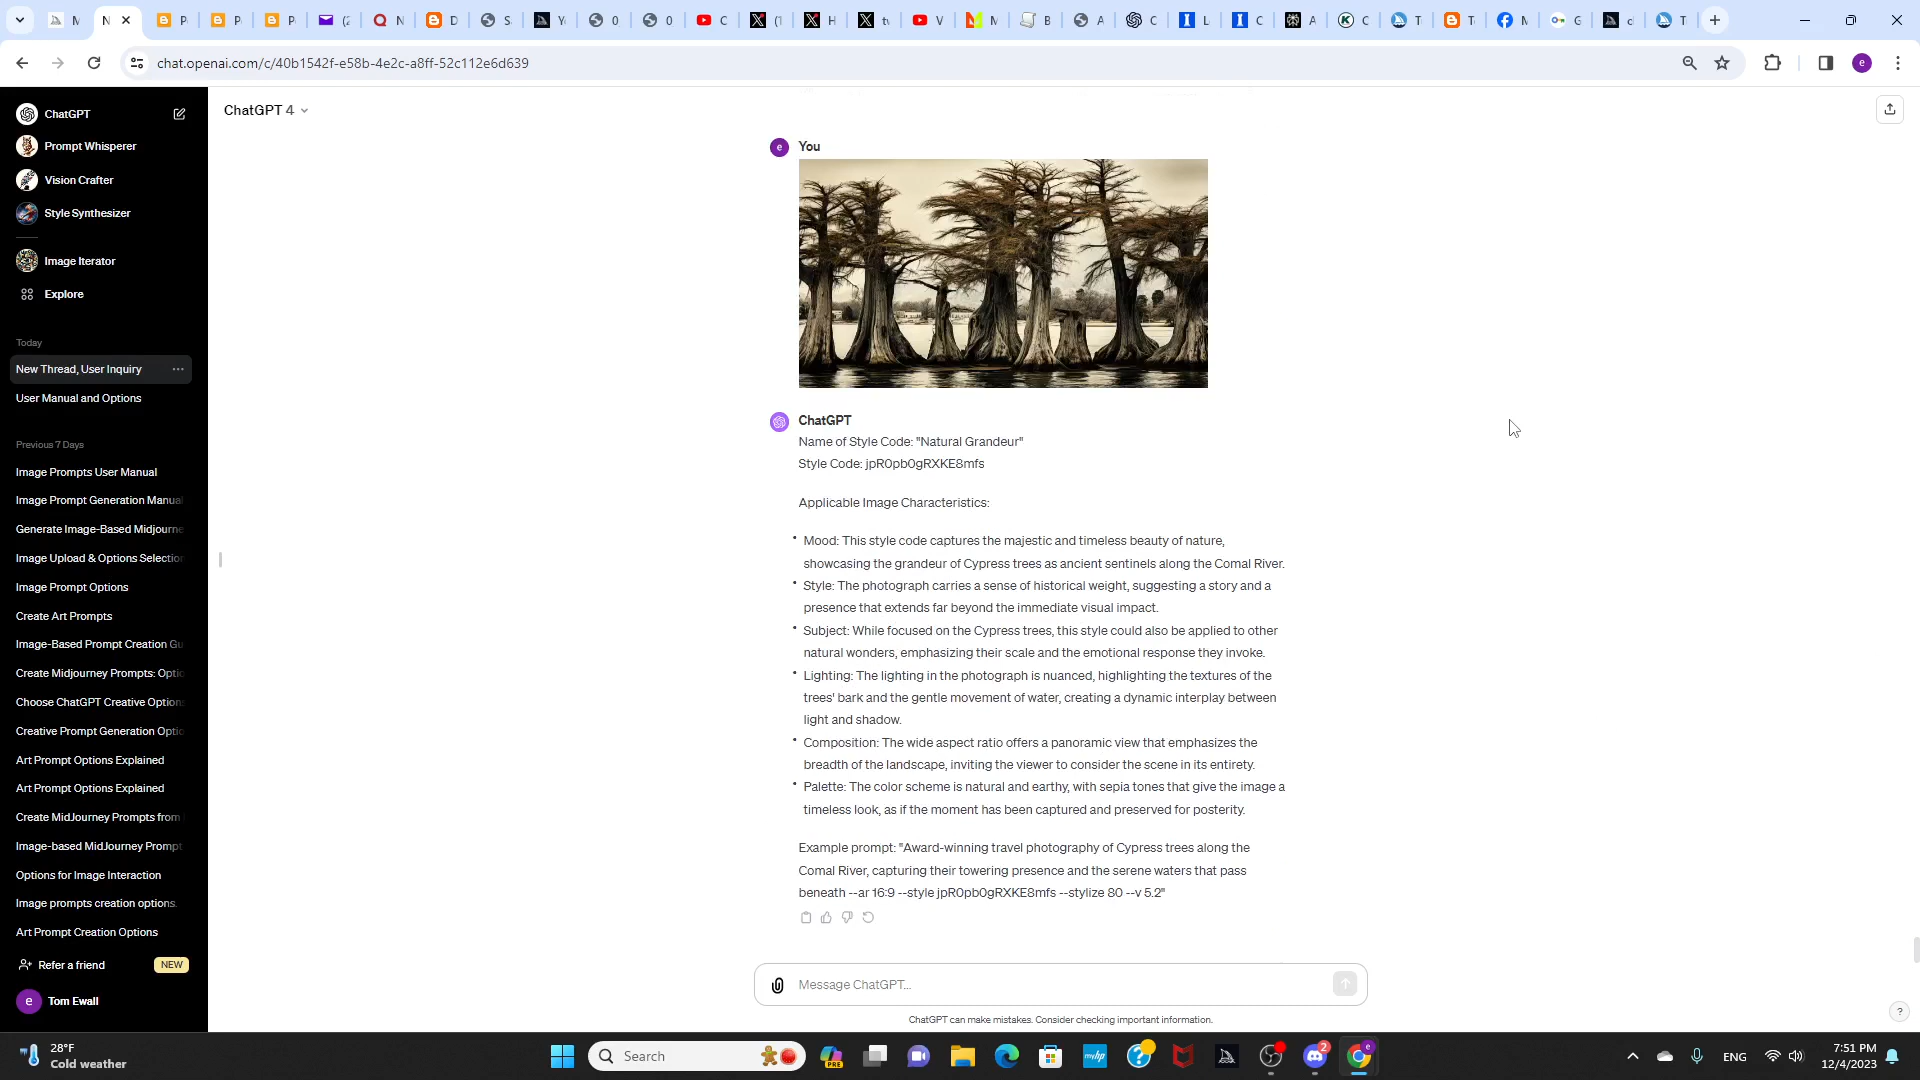 chat.openai.com/c/40b1542f-e58b-4e2c-a8ff-52c112e6d639
ChatGPT
Prompt Whisperer
Vision Crafter
Style Synthesizer
Image Iterator
Explore
Today
New Thread, User Inquiry
User Manual and Options
Previous 7 Days
Image Prompts User Manual
Image Prompt Generation Manua
Generate Image-Based Midjourne
Image Upload & Options Selection
Image Prompt Options
Create Art Prompts
Image-Based Prompt Creation Gu
Create Midjourney Prompts: Optio
Choose ChatGPT Creative Options
Creative Prompt Generation Optio
Art Prompt Options Explained
Art Prompt Options Explained
Create MidJourney Prompts from
Image-based MidJourney Prompt
Options for Image Interaction
Image prompts creation options.
Art Prompt Creation Options
Refer a friend NEW
Tom Ewall
ChatGPT 4
You
ChatGPT
Name of Style Code: "Natural Grandeur"
Style Code: jpR0pb0gRXKE8mfs
Applicable Image Characteristics:
• Mood: This style code captures the majestic and timeless beauty of nature,
showcasing the grandeur of Cypress trees as ancient sentinels along the Comal River.
• Style: The photograph carries a sense of historical weight, suggesting a story and a
presence that extends far beyond the immediate visual impact.
• Subject: While focused on the Cypress trees, this style could also be applied to other
natural wonders, emphasizing their scale and the emotional response they invoke.
• Lighting: The lighting in the photograph is nuanced, highlighting the textures of the
trees' bark and the gentle movement of water, creating a dynamic interplay between
light and shadow.
• Composition: The wide aspect ratio offers a panoramic view that emphasizes the
breadth of the landscape, inviting the viewer to consider the scene in its entirety.
• Palette: The color scheme is natural and earthy, with sepia tones that give the image a
timeless look, as if the moment has been captured and preserved for posterity.
Example prompt: "Award-winning travel photography of Cypress trees along the
Comal River, capturing their towering presence and the serene waters that pass
beneath --ar 16:9 --style jpR0pb0gRXKE8mfs --stylize 80 --v 5.2"
Message ChatGPT...
ChatGPT can make mistakes. Consider checking important information.
28°F
Cold weather
Search
ENG
7:51 PM
12/4/2023